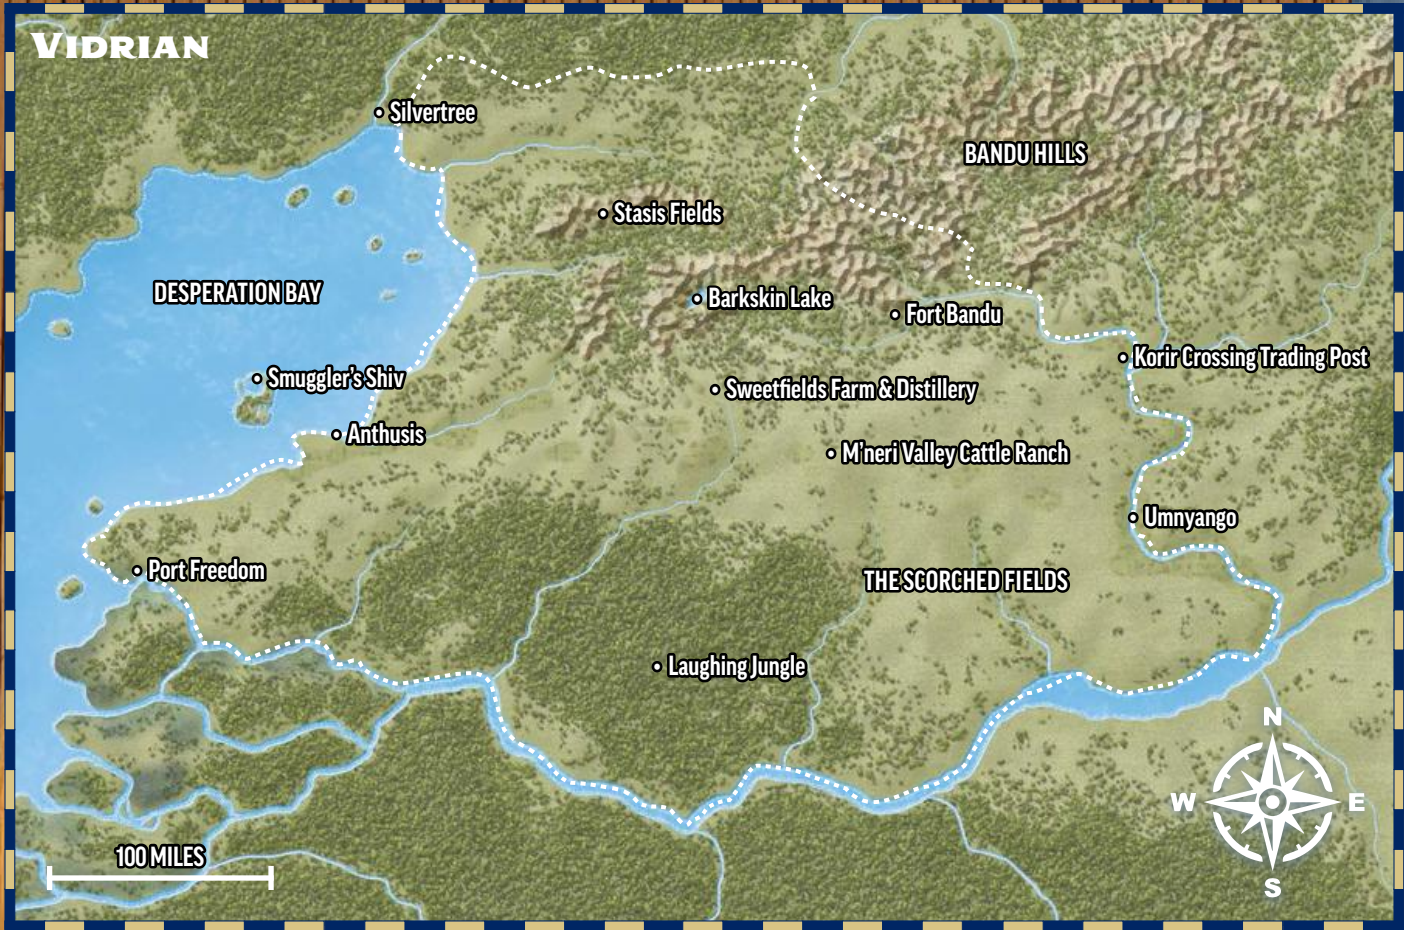 VIDRIAN
Silvertree
BANDU HILLS
Stasis Fields
DESPERATION BAY
Barkskin Lake
Fort Bandu
Korir Crossing Trading Post
Smuggler's Shiv
Sweetfields Farm & Distillery
Anthusis
M'neri Valley Cattle Ranch
Umnyango
Port Freedom
THE SCORCHED FIELDS
Laughing Jungle
N
W
E
S
100 MILES